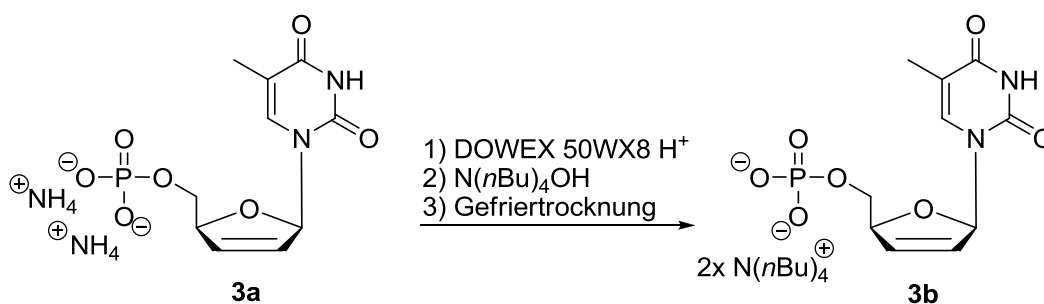 O
NH
N
O
O
⊖O-P-O
O⊖
⊕NH4
⊕NH4
O
3a
1) DOWEX 50WX8 H+
2) N(nBu)4OH
3) Gefriertrocknung
O
NH
N
O
O
⊖O-P-O
O⊖
2x N(nBu)4⊕
O
3b